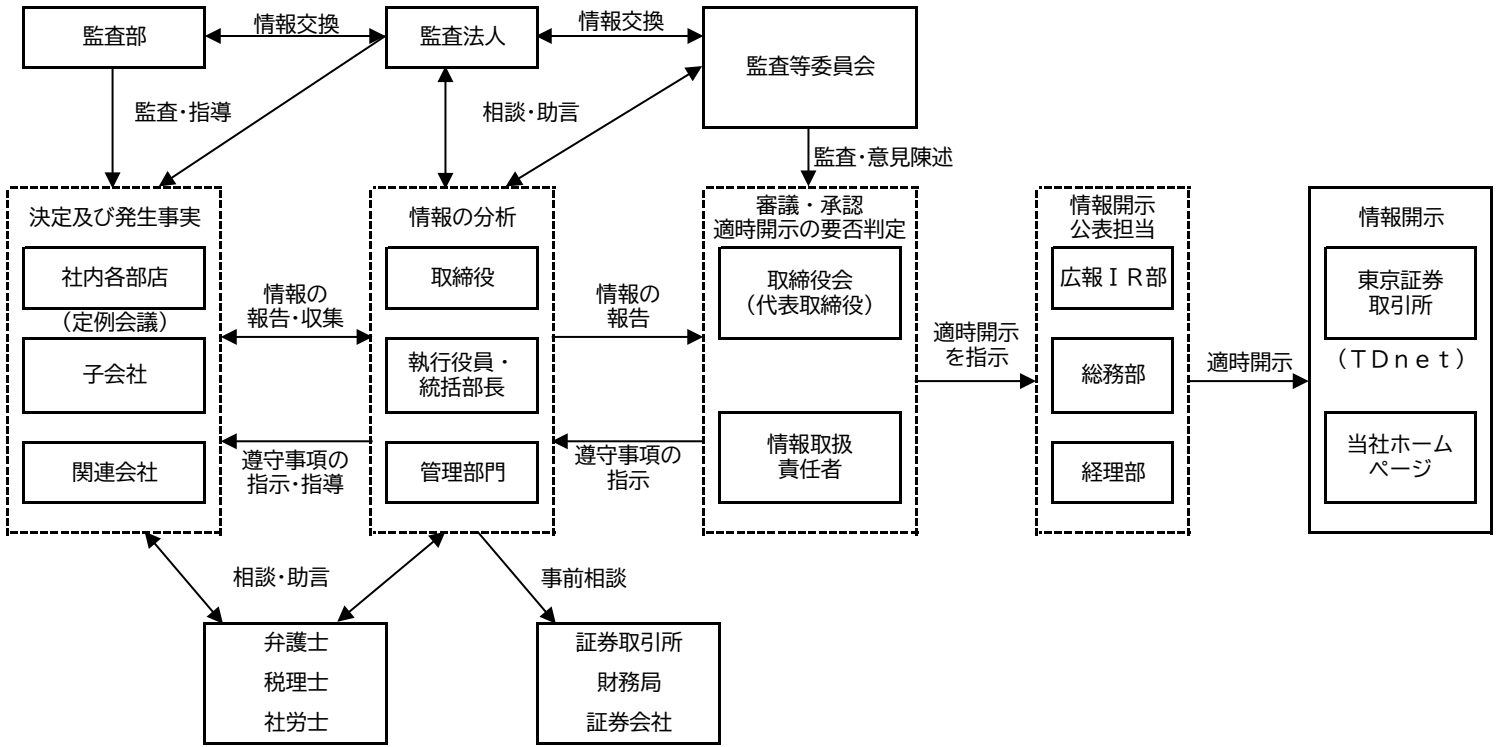 監査部
情報交換
監査法人
情報交換
監査等委員会
監査・指導
相談・助言
監査・意見陳述
決定及び発生事実
社内各部店
（定例会議）
子会社
関連会社
情報の
報告・収集
遵守事項の
指示・指導
情報の分析
取締役
執行役員・
統括部長
管理部門
情報の
報告
遵守事項の
指示
審議・承認
適時開示の要否判定
取締役会
（代表取締役）
情報取扱
責任者
適時開示
を指示
情報開示
公表担当
広報ＩＲ部
総務部
経理部
適時開示
情報開示
東京証券
取引所
（ＴＤｎｅｔ）
当社ホーム
ページ
相談・助言
事前相談
弁護士
税理士
社労士
証券取引所
財務局
証券会社